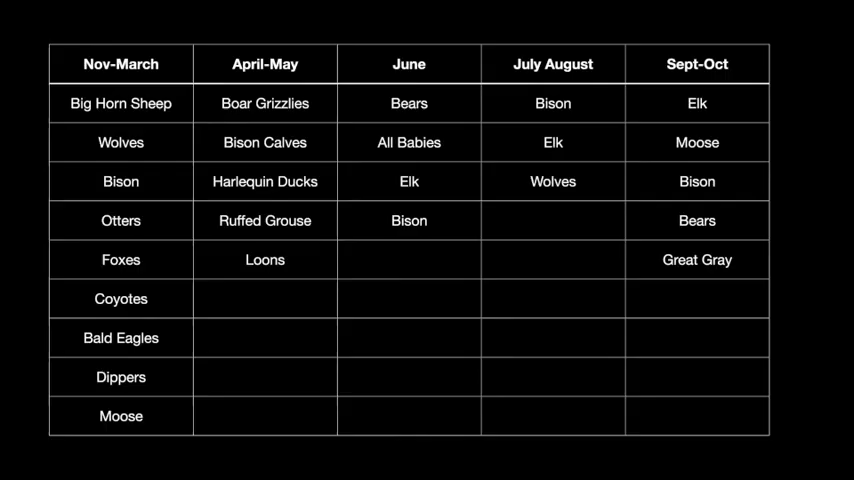 Nov-March April-May June July August Sept-Oct
Big Horn Sheep Boar Grizzlies Bears Bison Elk
Wolves Bison Calves All Babies Elk Moose
Bison Harlequin Ducks Elk Wolves Bison
Otters Ruffed Grouse Bison Bears
Foxes Loons Great Gray
Coyotes
Bald Eagles
Dippers
Moose